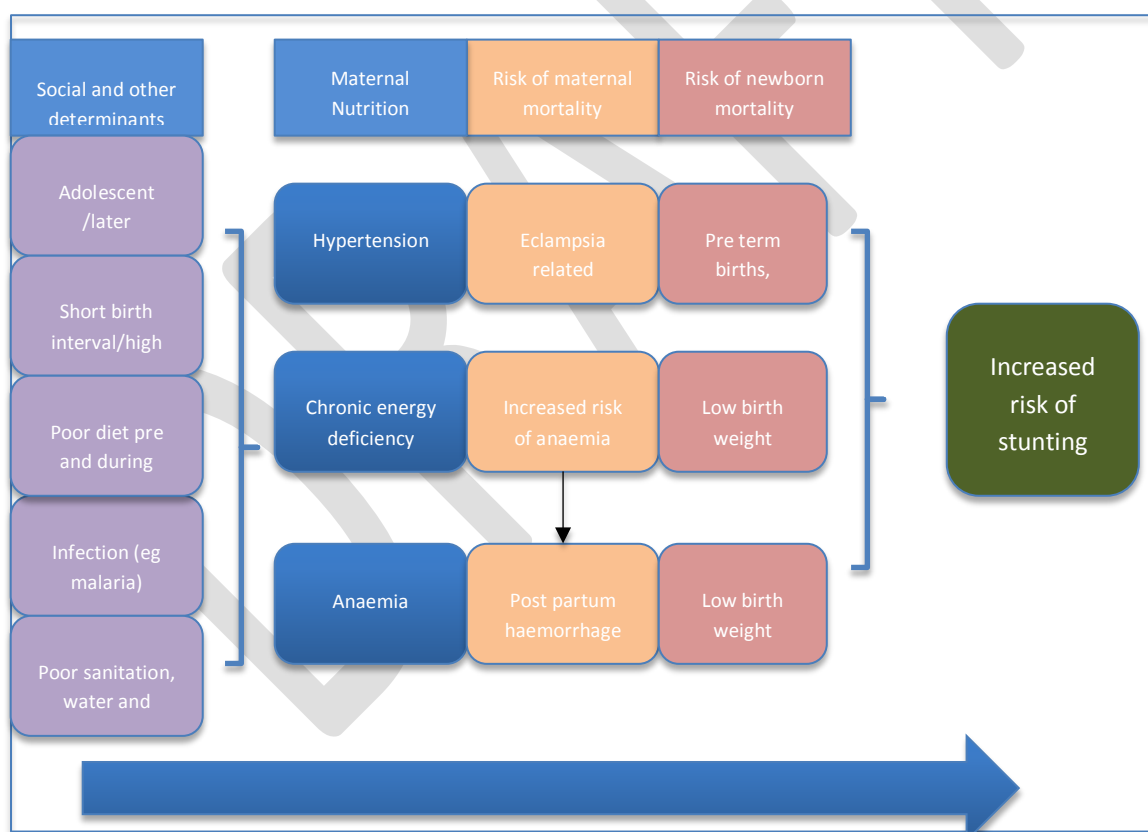 Social and other
determinants
Maternal
Nutrition
Risk of maternal
mortality
Risk of newborn
mortality
Adolescent
/later
Short birth
interval/high
Poor diet pre
and during
Infection (eg
malaria)
Poor sanitation,
water and
Hypertension
Eclampsia
related
Pre term
births,
Chronic energy
deficiency
Increased risk
of anaemia
Low birth
weight
Anaemia
Post partum
haemorrhage
Low birth
weight
Increased
risk of
stunting
DRAFT